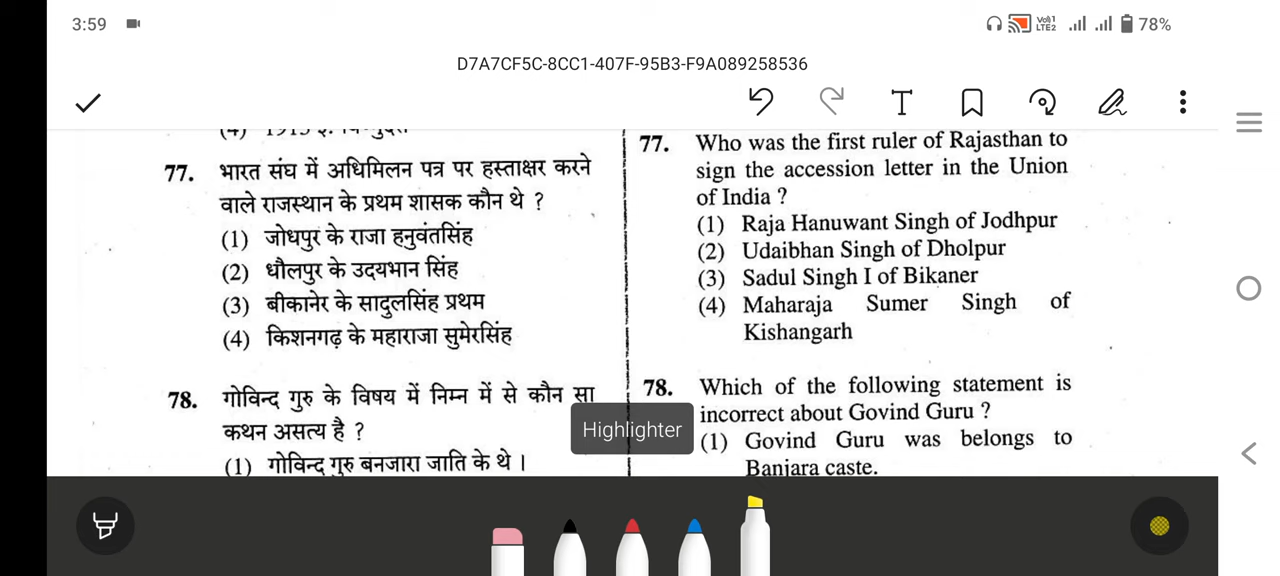 3:59
Vo)) 1
LTE2
78%
D7A7CF5C-8CC1-407F-95B3-F9A089258536
T
77. भारत संघ में अधिमिलन पत्र पर हस्ताक्षर करने
वाले राजस्थान के प्रथम शासक कौन थे ?
(1) जोधपुर के राजा हनुवंतसिंह
(2) धौलपुर के उदयभान सिंह
(3) बीकानेर के सादुलसिंह प्रथम
(4) किशनगढ़ के महाराजा सुमेरसिंह
78. गोविन्द गुरु के विषय में निम्न में से कौन सा
कथन असत्य है ?
(1) गोविन्द गुरु बनजारा जाति के थे ।
77. Who was the first ruler of Rajasthan to
sign the accession letter in the Union
of India ?
(1) Raja Hanuwant Singh of Jodhpur
(2) Udaibhan Singh of Dholpur
(3) Sadul Singh I of Bikaner
(4) Maharaja Sumer Singh of
Kishangarh
78. Which of the following statement is
incorrect about Govind Guru ?
(1) Govind Guru was belongs to
Banjara caste.
Highlighter